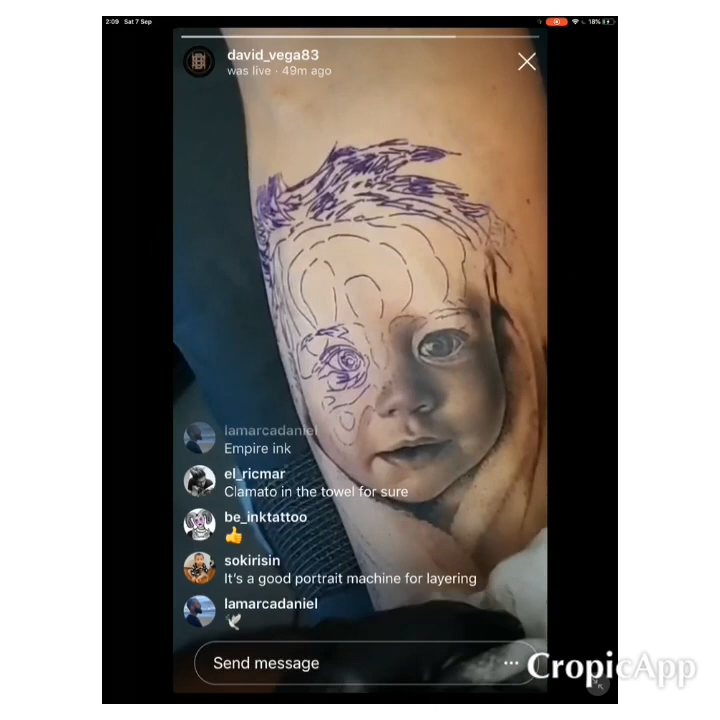 2:09 Sat 7 Sep
18%
david_vega83
was live · 49m ago
lamarcadaniel
Empire ink
el_ricmar
Clamato in the towel for sure
be_inktattoo
👍
sokirisin
It's a good portrait machine for layering
lamarcadaniel
🕊
Send message
CropicApp